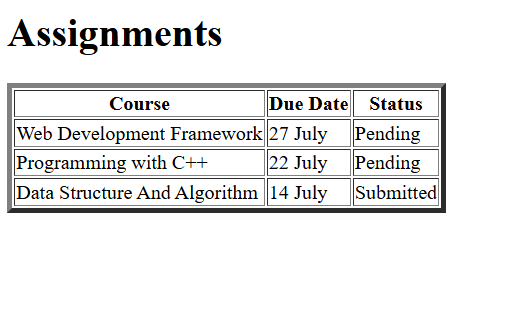 Assignments
Course Due Date Status
Web Development Framework 27 July Pending
Programming with C++ 22 July Pending
Data Structure And Algorithm 14 July Submitted